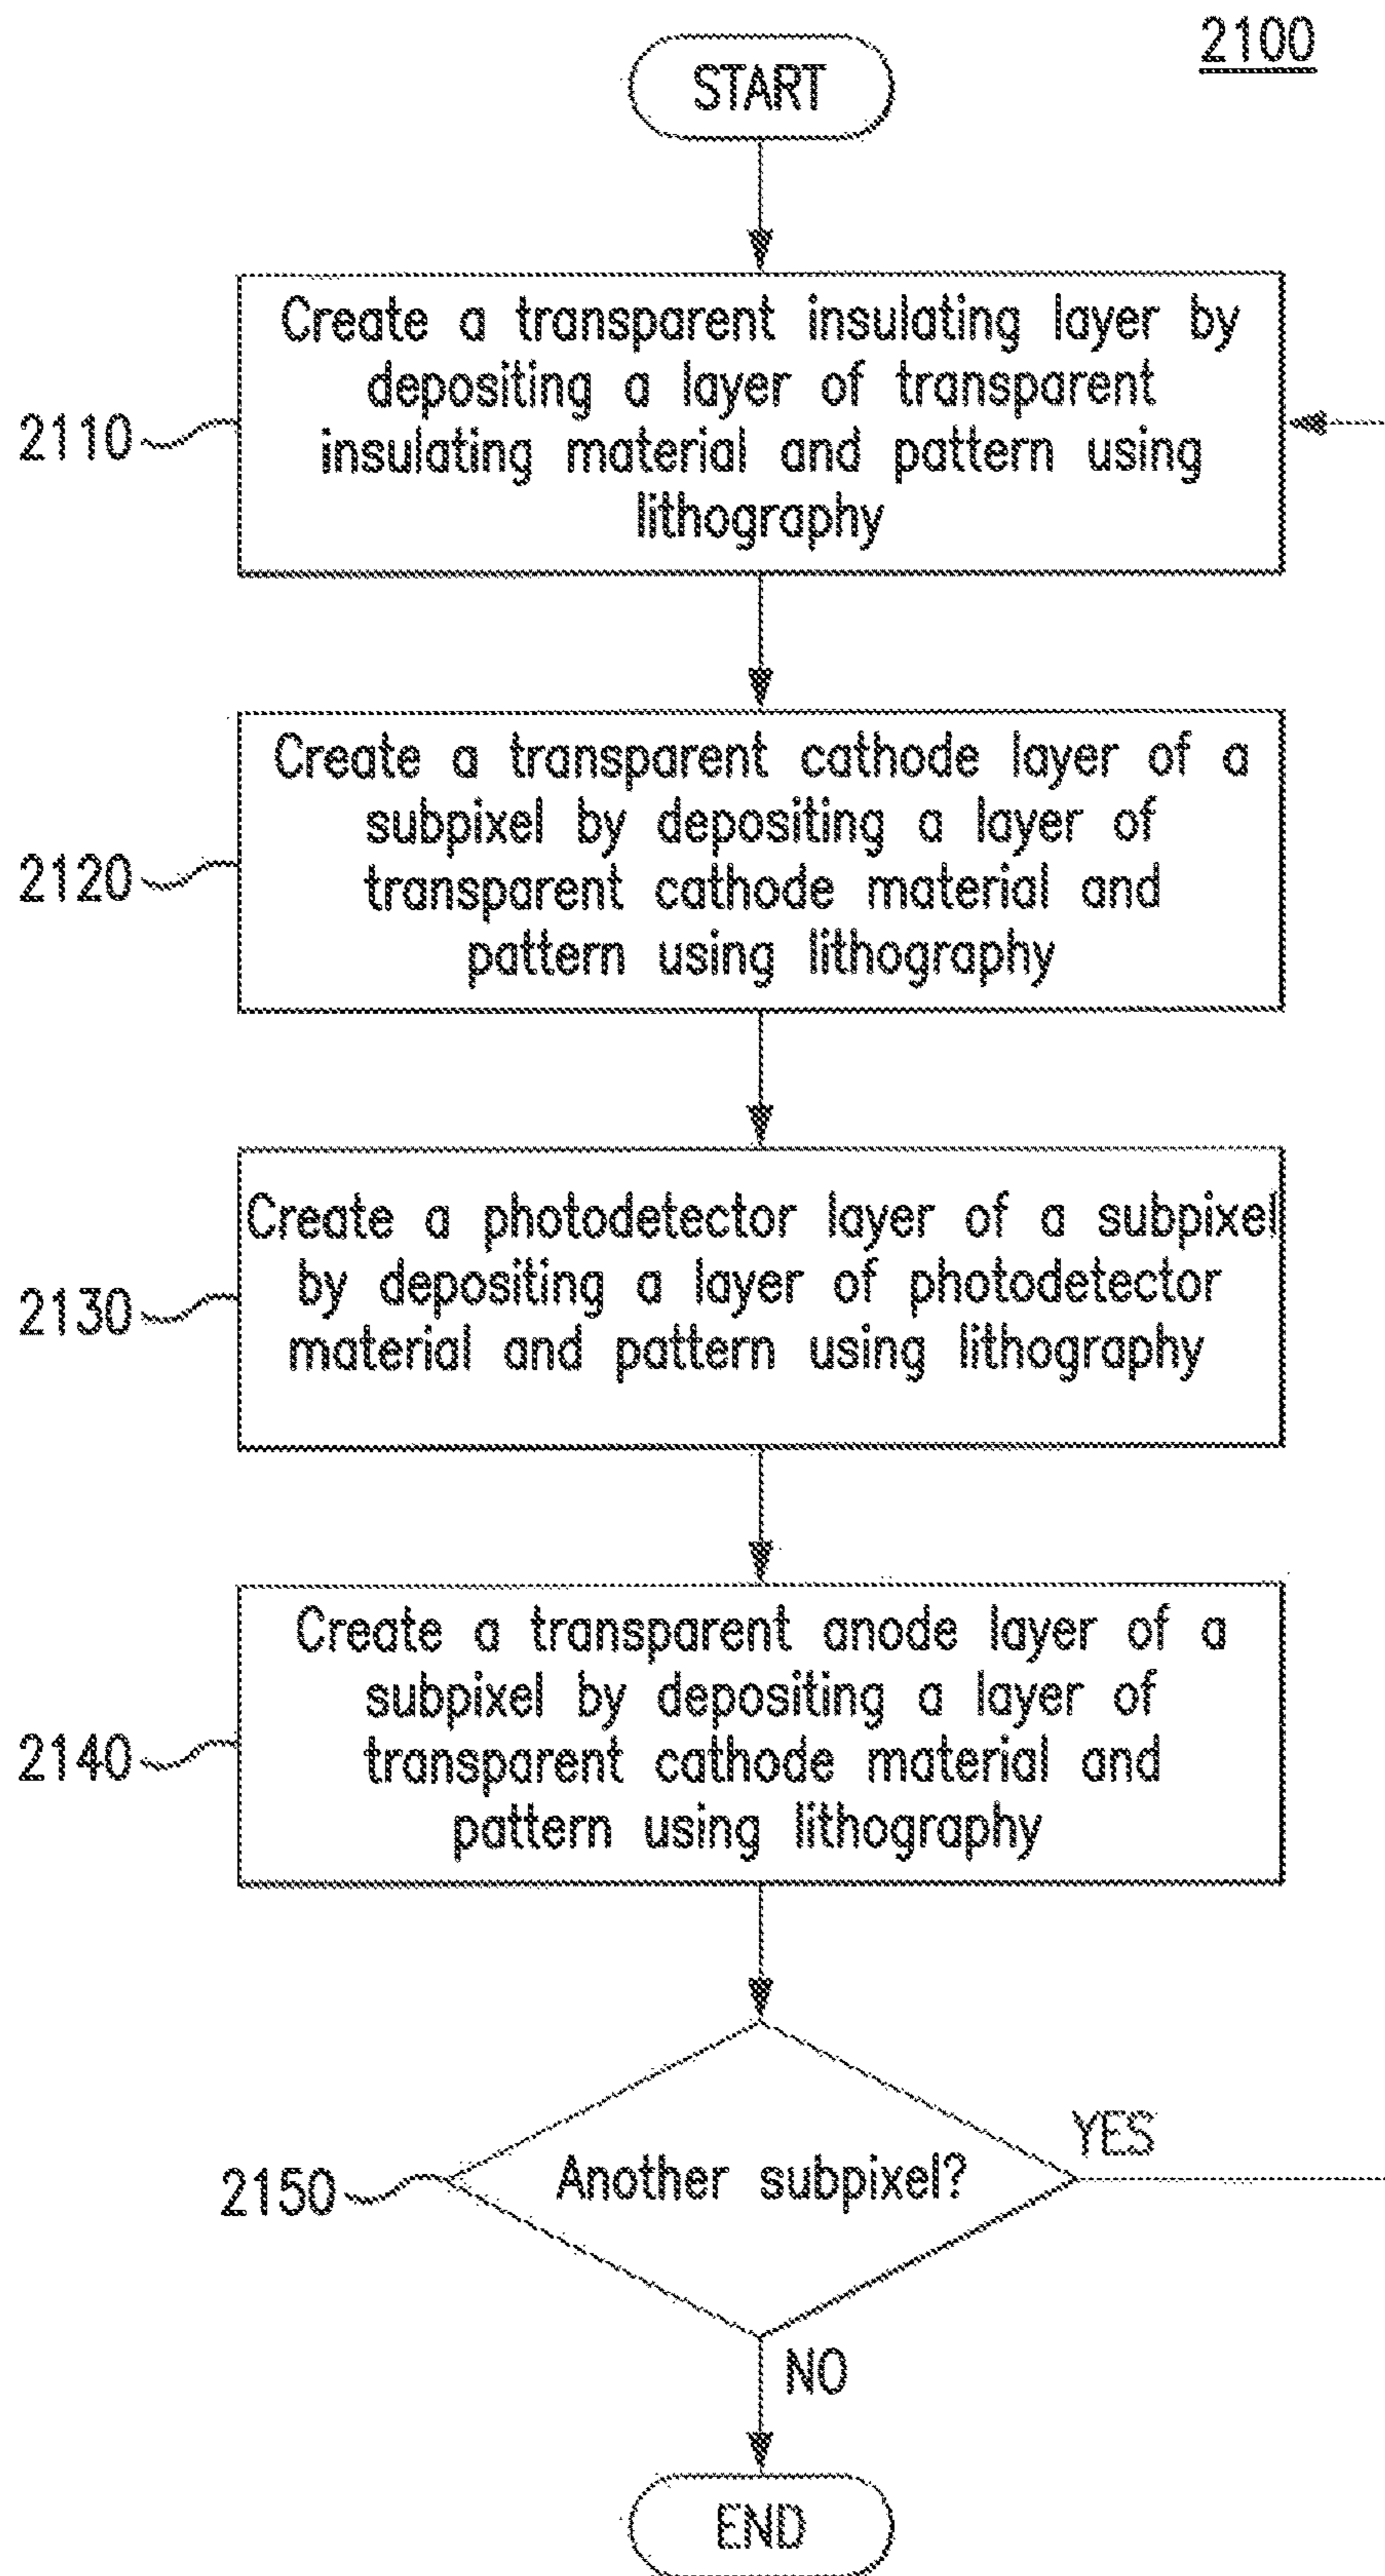 2100
START
Create a transparent insulating layer by
depositing a layer of transparent
insulating material and pattern using
lithography
2110
Create a transparent cathode layer of a
subpixel by depositing a layer of
transparent cathode material and
pattern using lithography
2120
Create a photodetector layer of a subpixel
by depositing a layer of photodetector
material and pattern using lithography
2130
Create a transparent anode layer of a
subpixel by depositing a layer of
transparent cathode material and
pattern using lithography
2140
Another subpixel?
2150
YES
NO
END